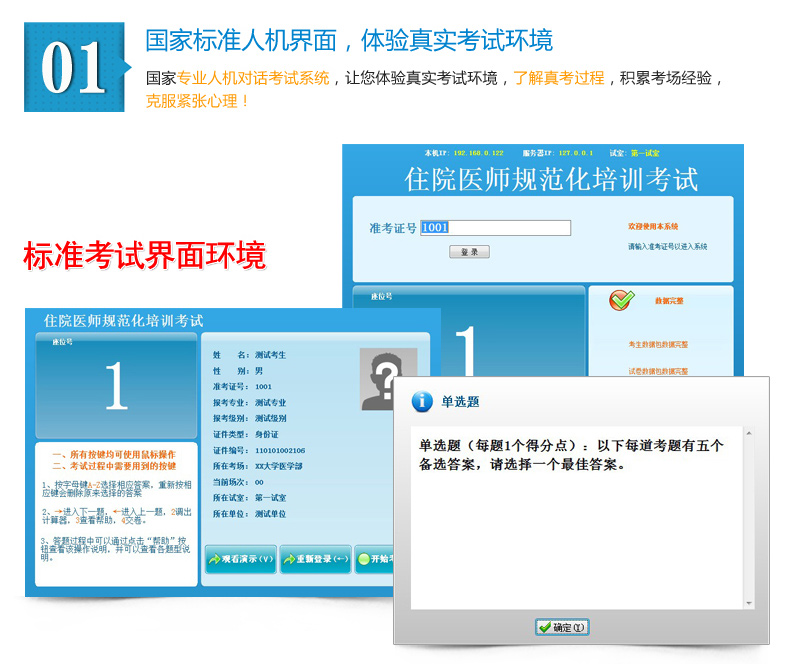 01
国家标准人机界面，体验真实考试环境
国家专业人机对话考试系统，让您体验真实考试环境，了解真考过程，积累考场经验，
克服紧张心理！
标准考试界面环境
本机IP: 192.168.0.122 服务器IP: 127.0.0.1 试室: 第一试室
住院医师规范化培训考试
准考证号 1001
登录
欢迎使用本系统
请输入准考证号以进入系统
座位号
1
数据完整
考生数据包数据完整
试卷数据包数据完整
住院医师规范化培训考试
座位号
1
一、所有按键均可使用鼠标操作
二、考试过程中需要用到的按键
1、按字母键A-Z选择相应答案，重新按相
应键会删除原来选择的答案
2、→进入下一题，←进入上一题，2调出
计算器，3查看帮助，4交卷。
3、答题过程中可以通过点击“帮助”按
钮查看该操作说明，并可以查看各题型说
明。
姓 名: 测试考生
性 别: 男
准考证号: 1001
报考专业: 测试专业
报考级别: 测试级别
证件类型: 身份证
证件编号: 110101002106
所在考场: XX大学医学部
当前场次: 00
所在试室: 第一试室
所在单位: 测试单位
观看演示(V)
重新登录(←)
开始考
单选题
单选题（每题1个得分点）：以下每道考题有五个
备选答案，请选择一个最佳答案。
确定(I)